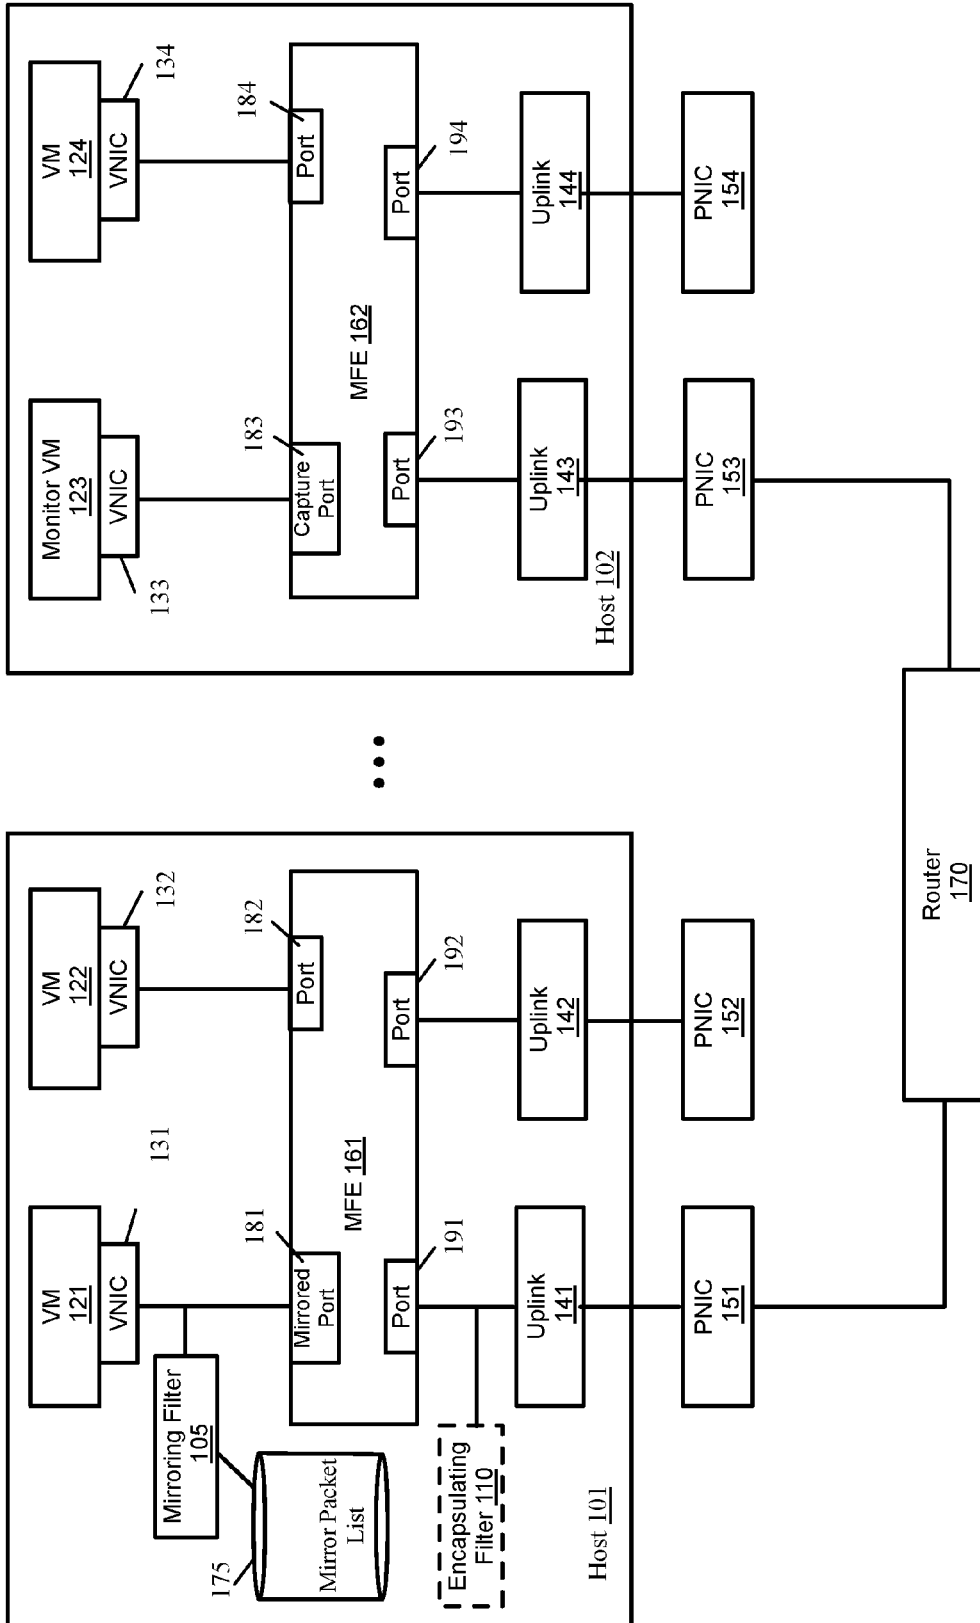 VM
121
VNIC
131
VM
122
VNIC
132
Monitor VM
123
VNIC
133
VM
124
VNIC
134
Mirroring Filter
105
175
Mirror Packet
List
Mirrored
Port
181
Port
182
MFE 161
Port
191
Port
192
Capture
Port
183
Port
184
MFE 162
Port
193
Port
194
Encapsulating
Filter 110
Uplink
141
Uplink
142
Uplink
143
Uplink
144
Host 101
Host 102
PNIC
151
PNIC
152
PNIC
153
PNIC
154
Router
170